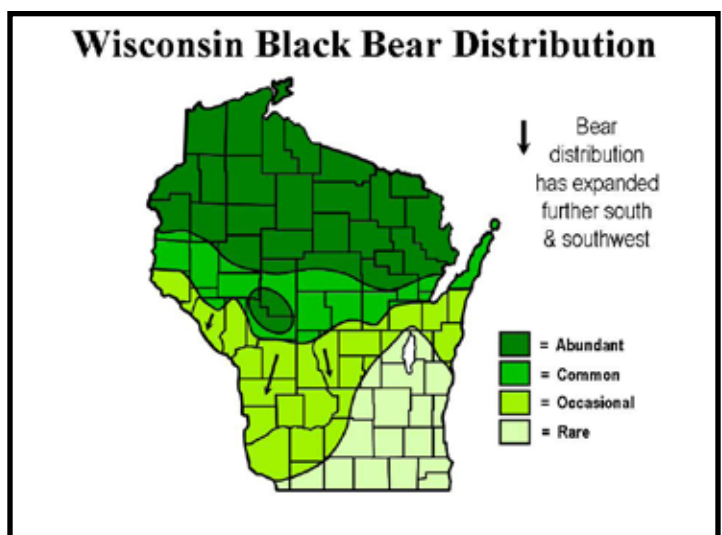 Wisconsin Black Bear Distribution
Bear
distribution
has expanded
further south
& southwest
= Abundant
= Common
= Occasional
= Rare